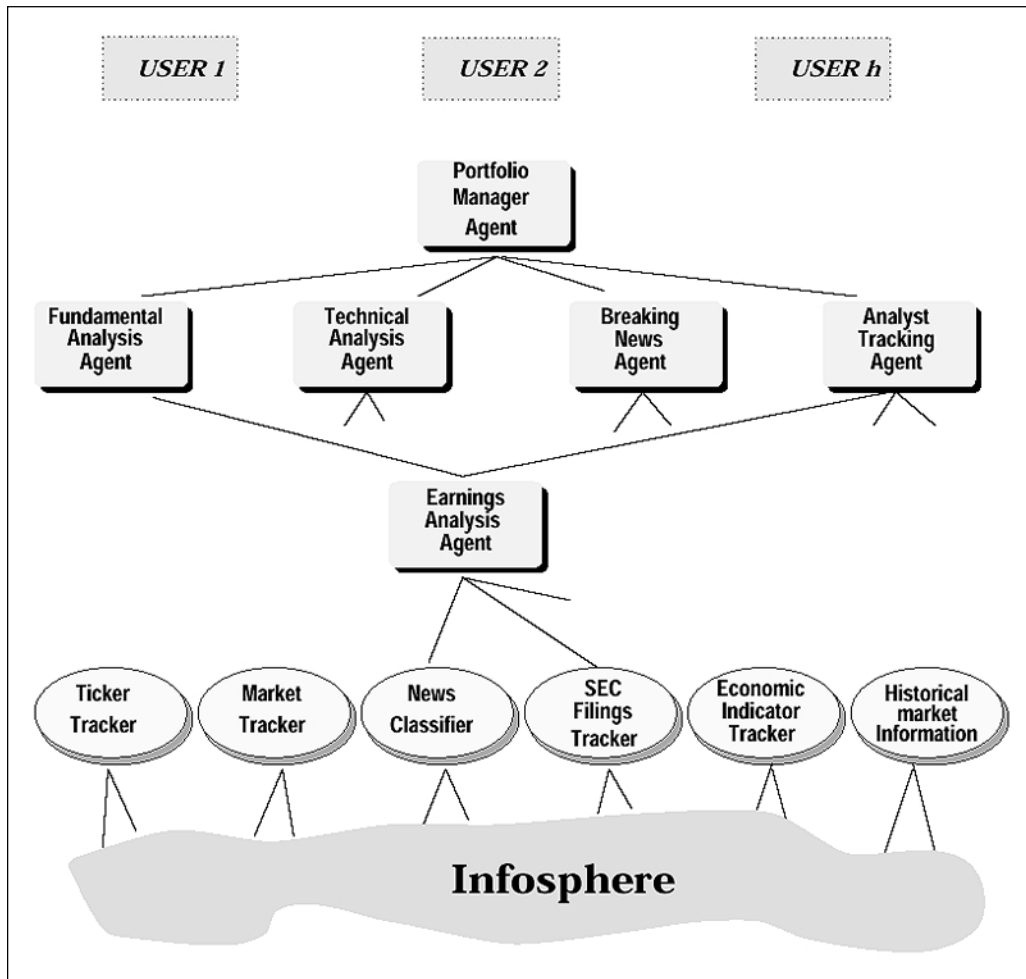 USER 1
USER 2
USER h
Portfolio
Manager
Agent
Fundamental
Analysis
Agent
Technical
Analysis
Agent
Breaking
News
Agent
Analyst
Tracking
Agent
Earnings
Analysis
Agent
Ticker
Tracker
Market
Tracker
News
Classifier
SEC
Filings
Tracker
Economic
Indicator
Tracker
Historical
market
Information
Infosphere